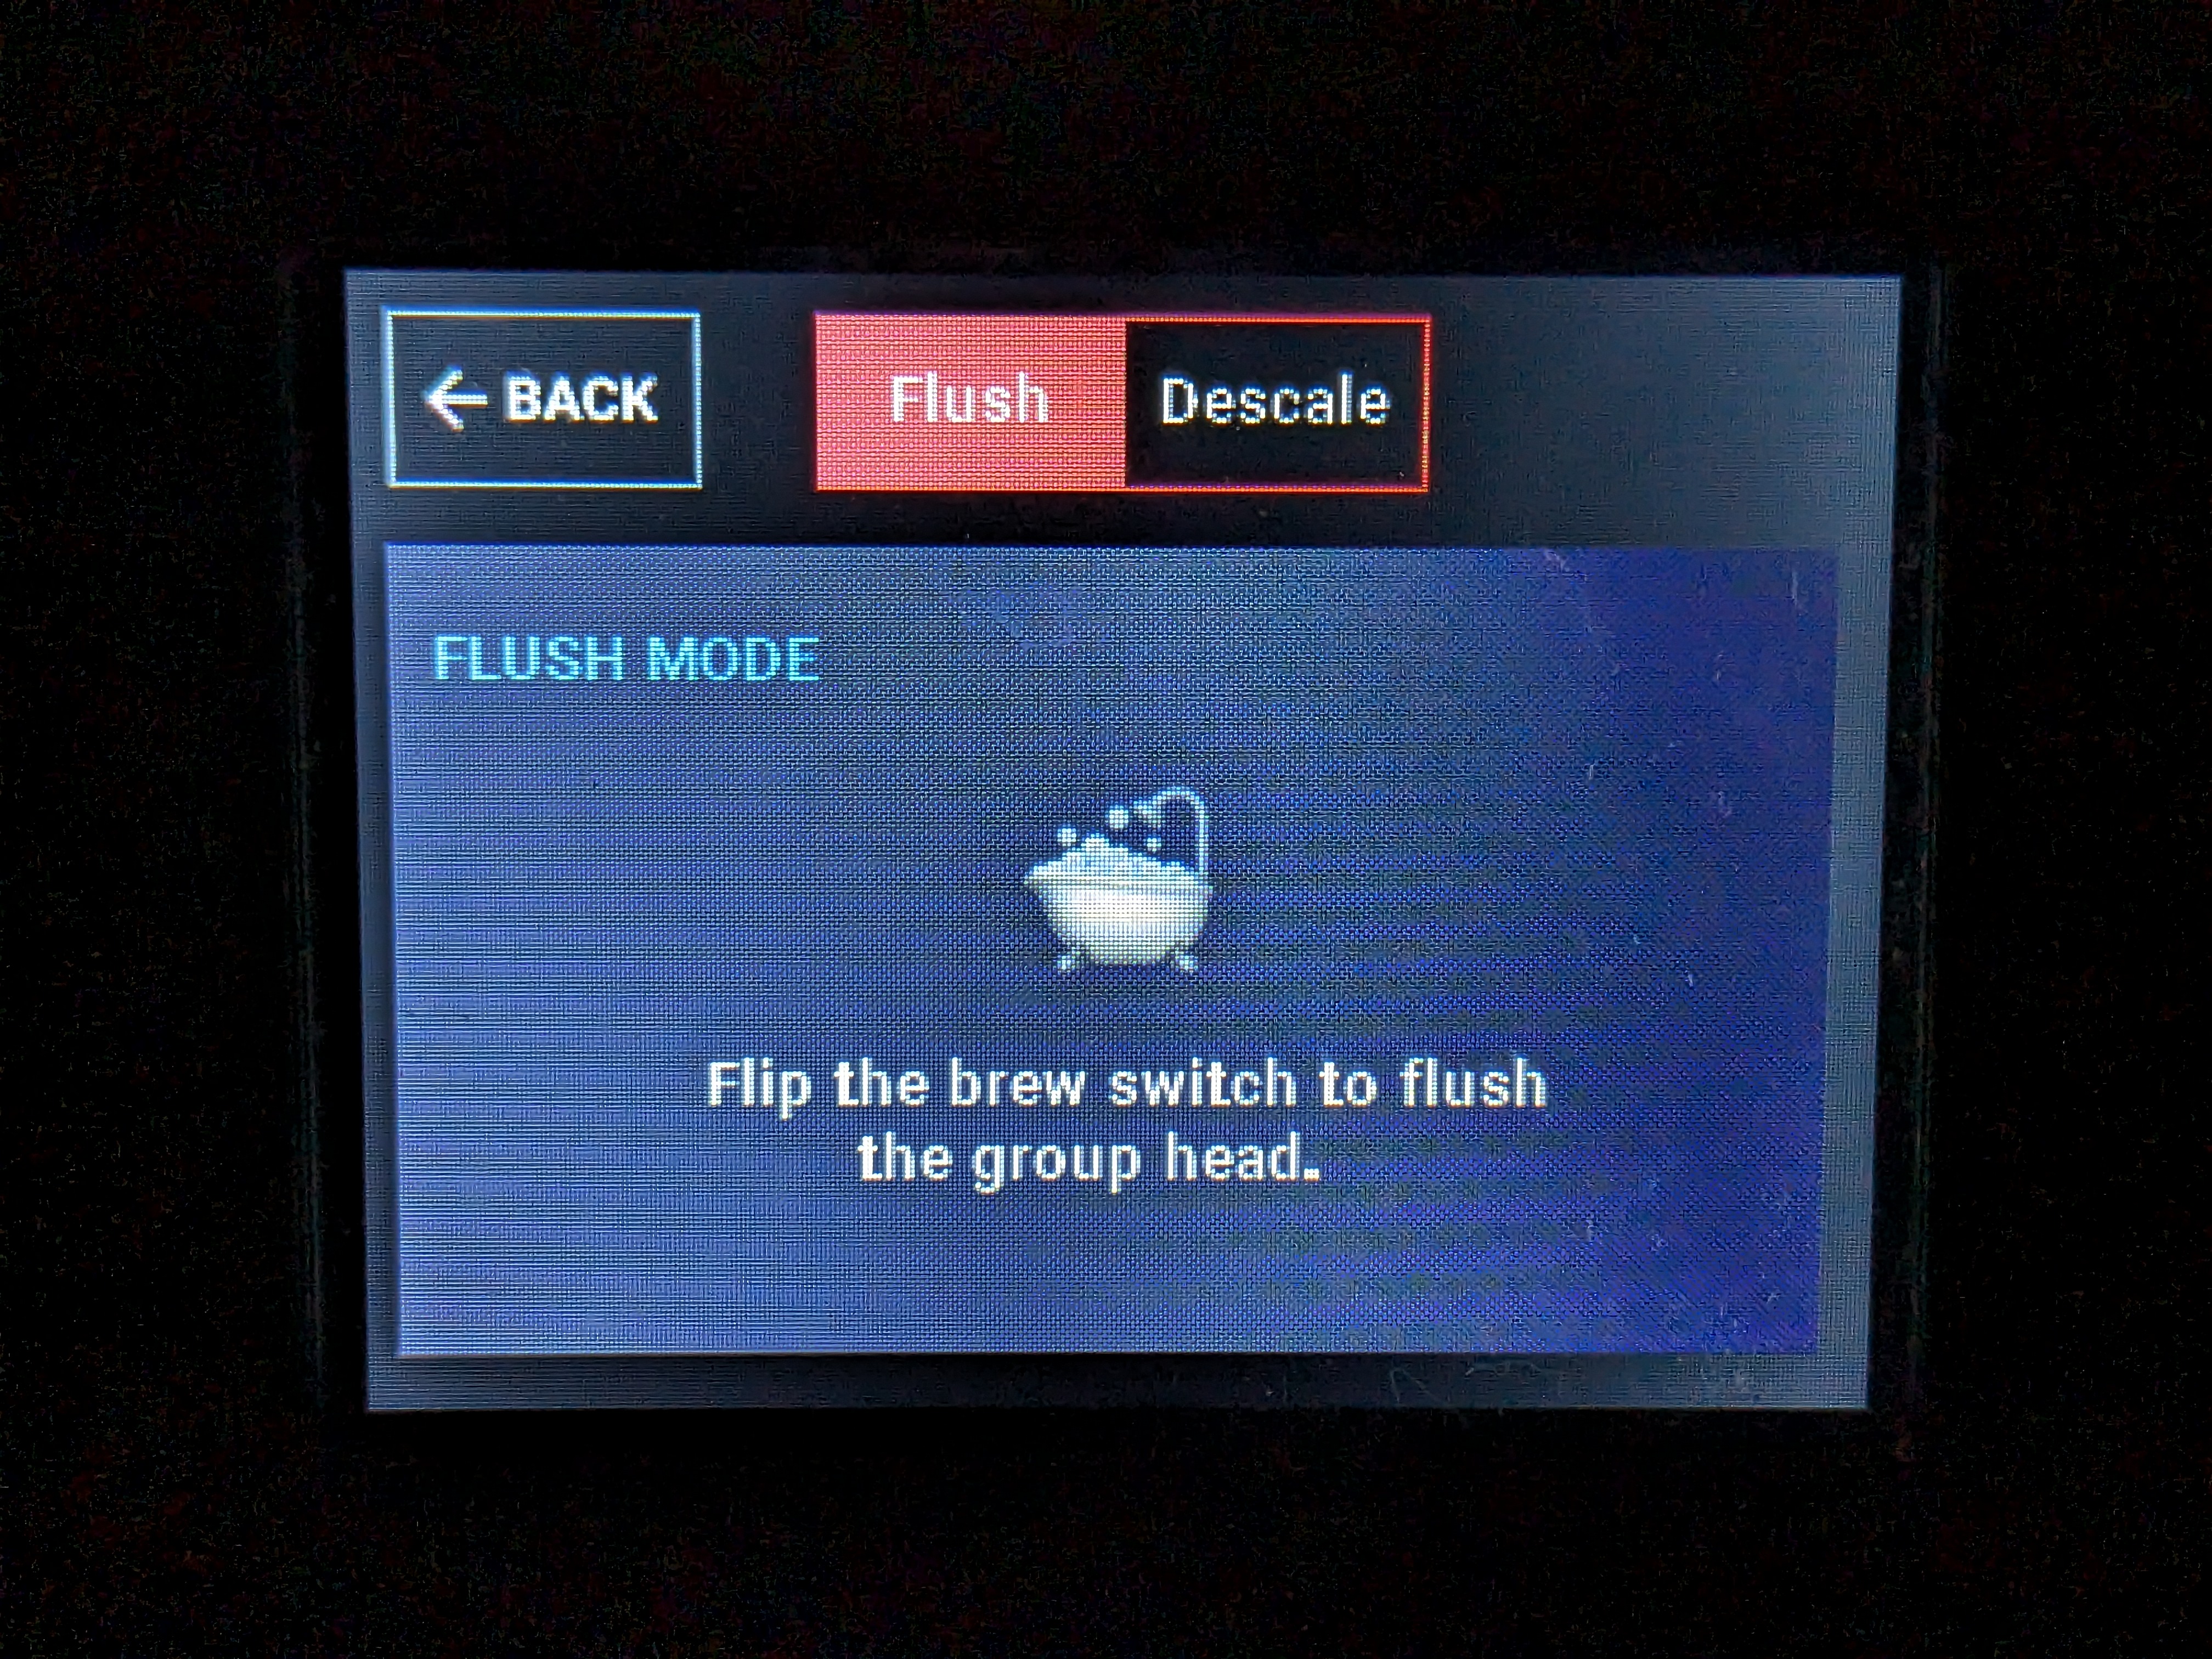 ← BACK
Flush
Descale
FLUSH MODE
Flip the brew switch to flush
the group head.